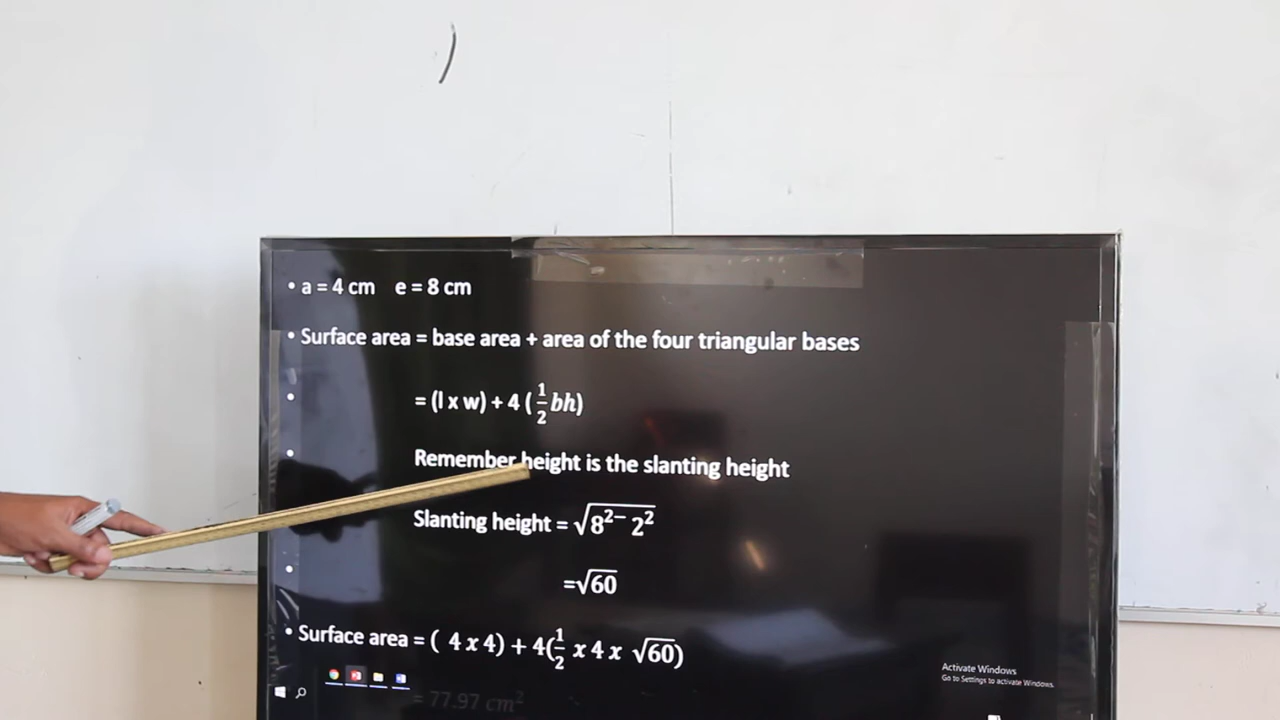 • a = 4 cm e = 8 cm
• Surface area = base area + area of the four triangular bases
• = (l x w) + 4 ( 1/2 bh)
• Remember height is the slanting height
Slanting height = √8²⁻ 2²
• =√60
• Surface area = ( 4 x 4) + 4(1/2 x 4 x √60)
= 77.97 cm²
Activate Windows
Go to Settings to activate Windows.